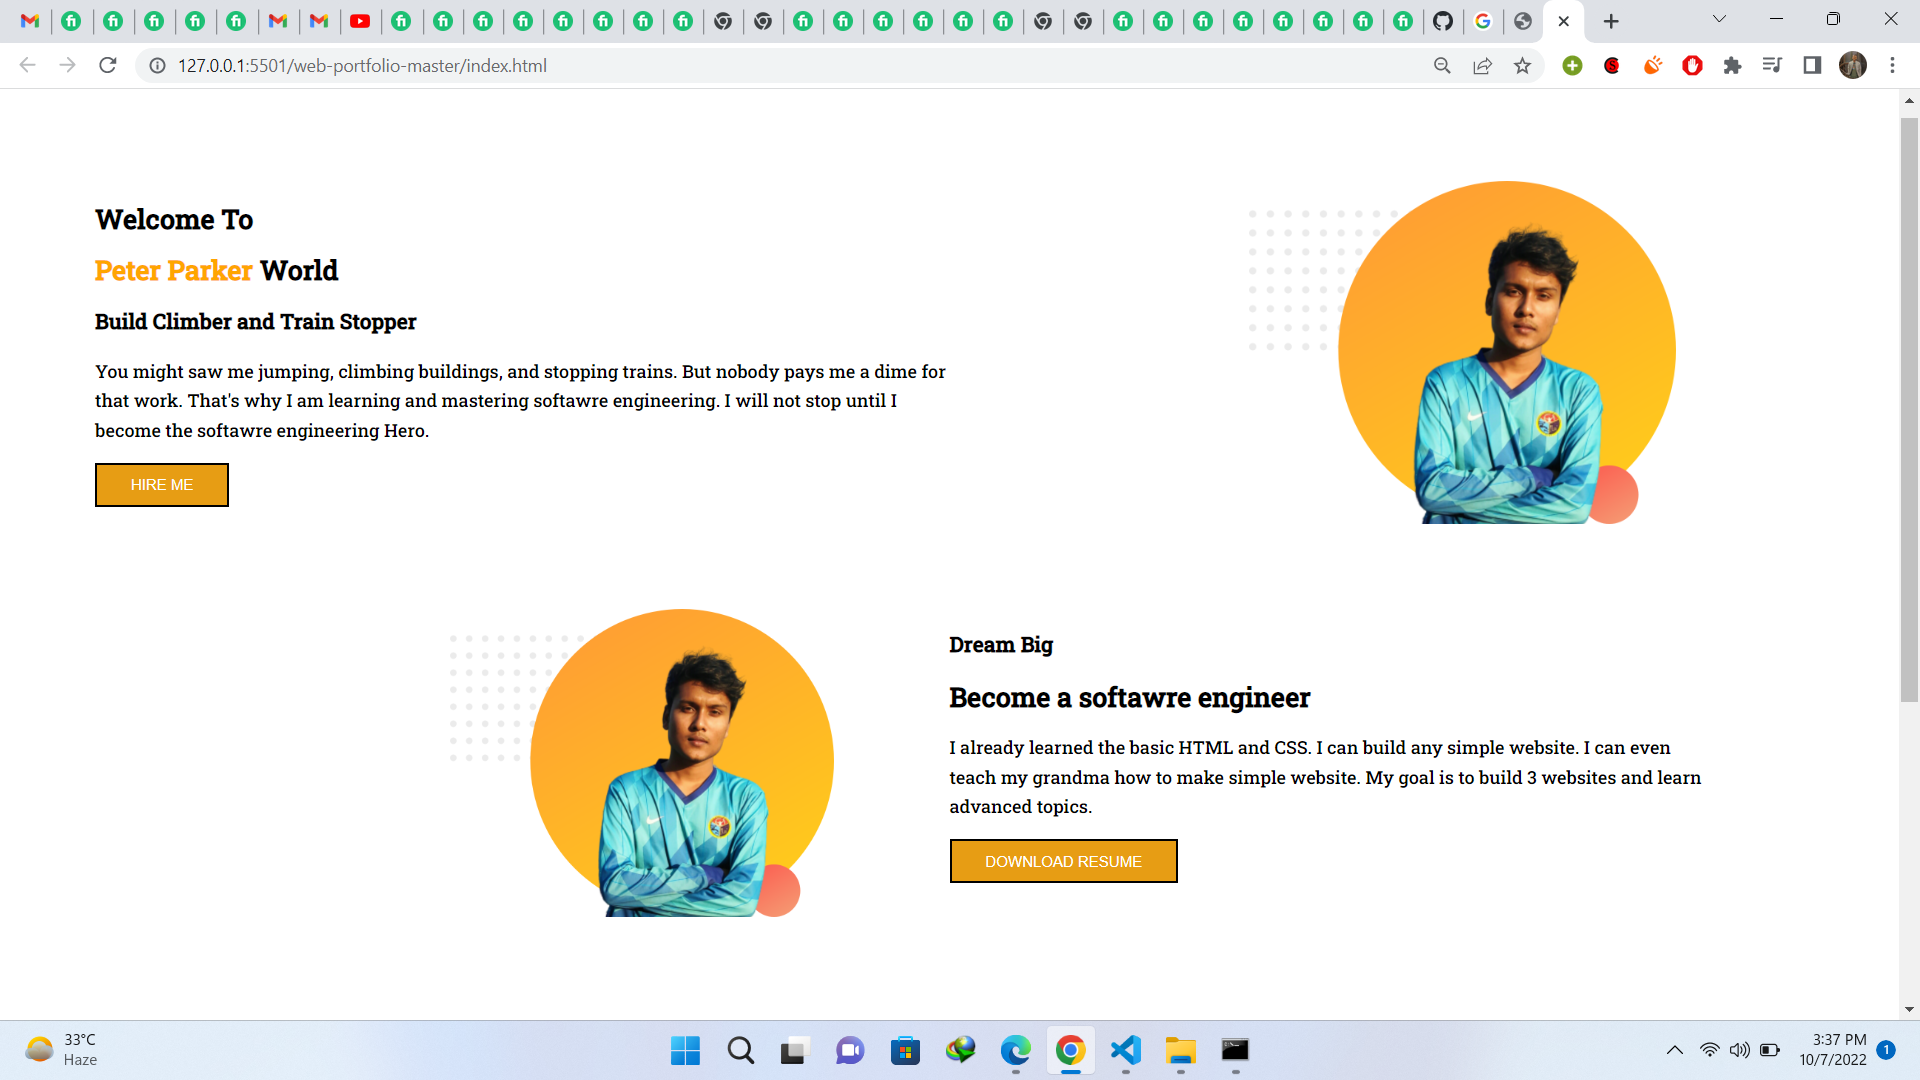 127.0.0.1:5501/web-portfolio-master/index.html
Welcome To
Peter Parker World
Build Climber and Train Stopper
You might saw me jumping, climbing buildings, and stopping trains. But nobody pays me a dime for
that work. That's why I am learning and mastering softawre engineering. I will not stop until I
become the softawre engineering Hero.
HIRE ME
Dream Big
Become a softawre engineer
I already learned the basic HTML and CSS. I can build any simple website. I can even
teach my grandma how to make simple website. My goal is to build 3 websites and learn
advanced topics.
DOWNLOAD RESUME
33°C
Haze
3:37 PM
10/7/2022
1